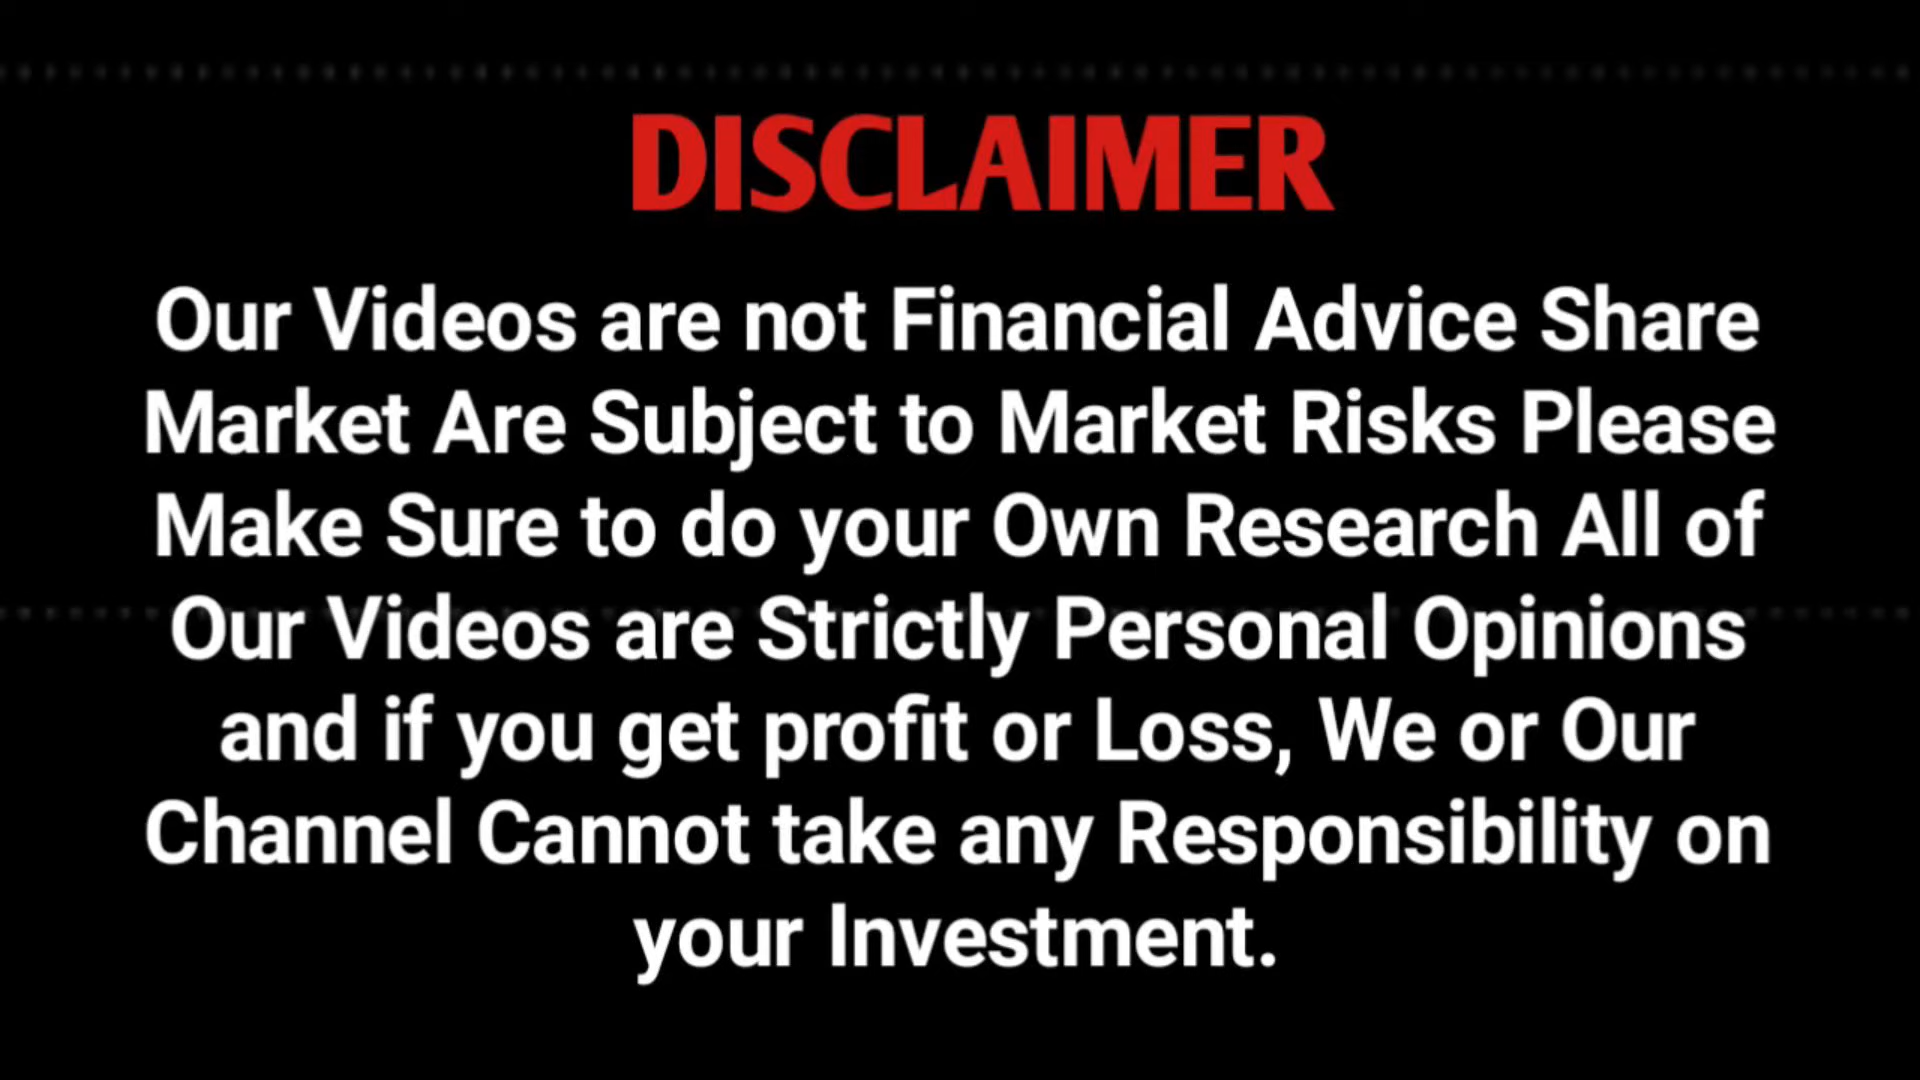 DISCLAIMER
Our Videos are not Financial Advice Share
Market Are Subject to Market Risks Please
Make Sure to do your Own Research All of
Our Videos are Strictly Personal Opinions
and if you get profit or Loss, We or Our
Channel Cannot take any Responsibility on
your Investment.